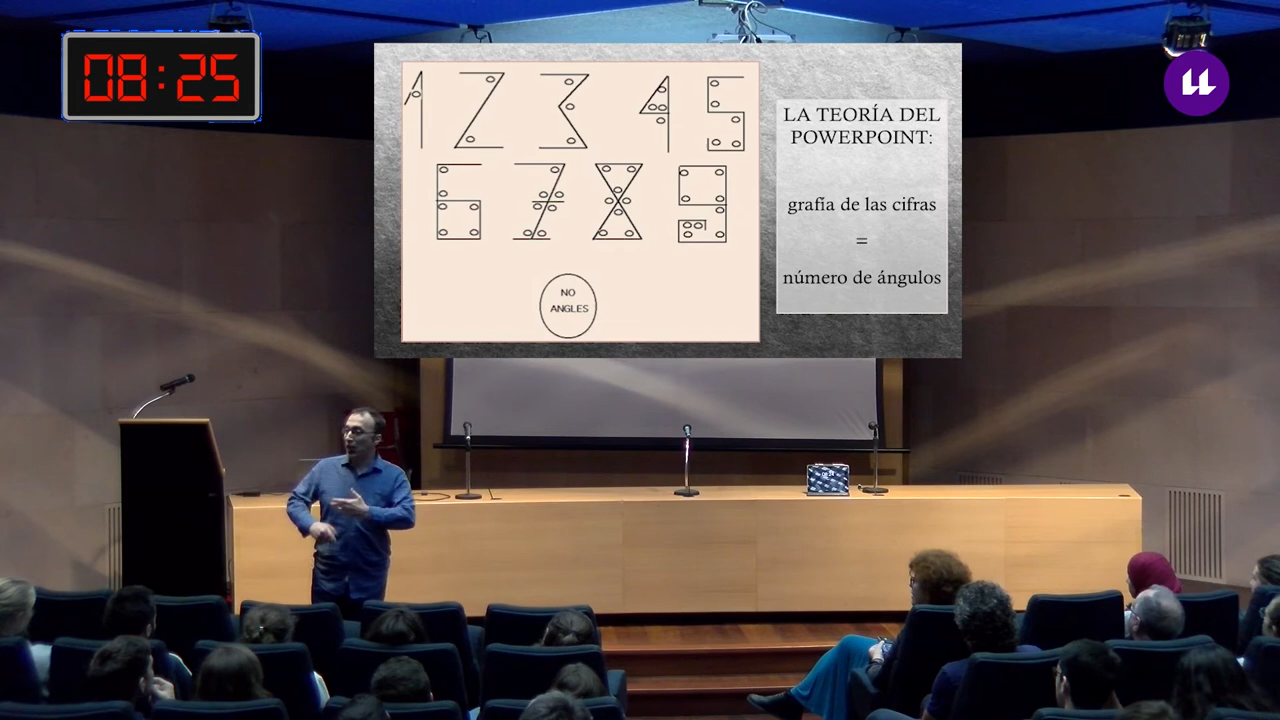 08:25
1 2 3 4 5
6 7 8 9
NO
ANGLES
LA TEORÍA DEL
POWERPOINT:
grafía de las cifras
=
número de ángulos